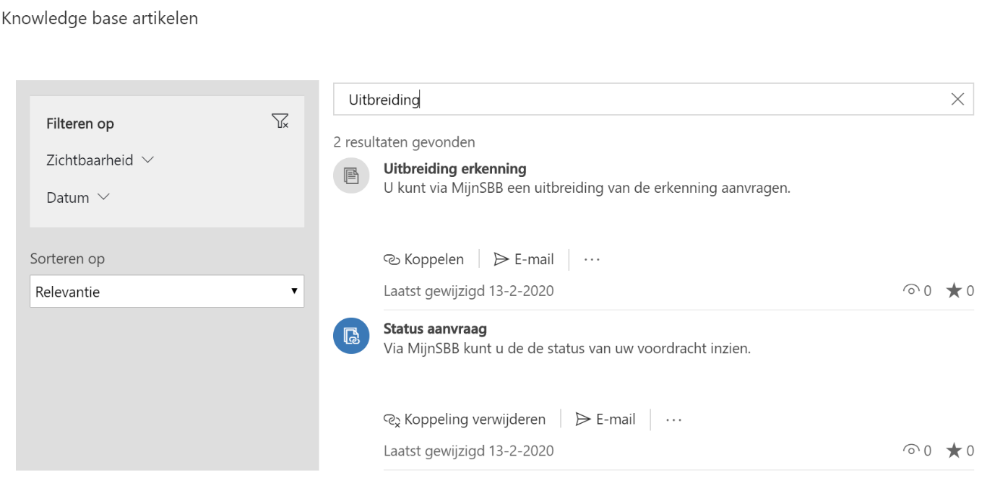 Knowledge base artikelen
Filteren op
Zichtbaarheid
Datum
Sorteren op
Relevantie
Uitbreiding
2 resultaten gevonden
Uitbreiding erkenning
U kunt via MijnSBB een uitbreiding van de erkenning aanvragen.
Koppelen E-mail ...
Laatst gewijzigd 13-2-2020 0 0
Status aanvraag
Via MijnSBB kunt u de de status van uw voordracht inzien.
Koppeling verwijderen E-mail ...
Laatst gewijzigd 13-2-2020 0 0